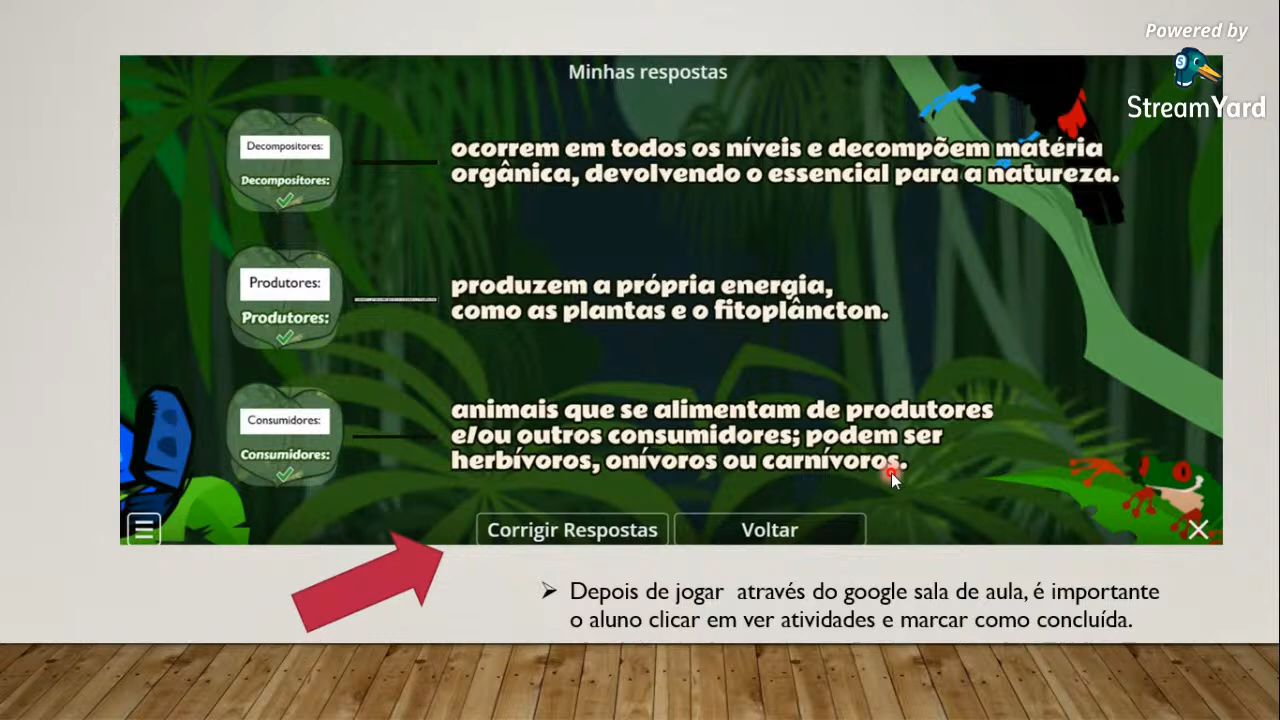 Powered by
StreamYard
Minhas respostas
Decompositores:
Decompositores:
ocorrem em todos os níveis e decompõem matéria
orgânica, devolvendo o essencial para a natureza.
Produtores:
Produtores:
produzem a própria energia,
como as plantas e o fitoplâncton.
Consumidores:
Consumidores:
animais que se alimentam de produtores
e/ou outros consumidores; podem ser
herbívoros, onívoros ou carnívoros.
Corrigir Respostas
Voltar
Depois de jogar através do google sala de aula, é importante
o aluno clicar em ver atividades e marcar como concluída.